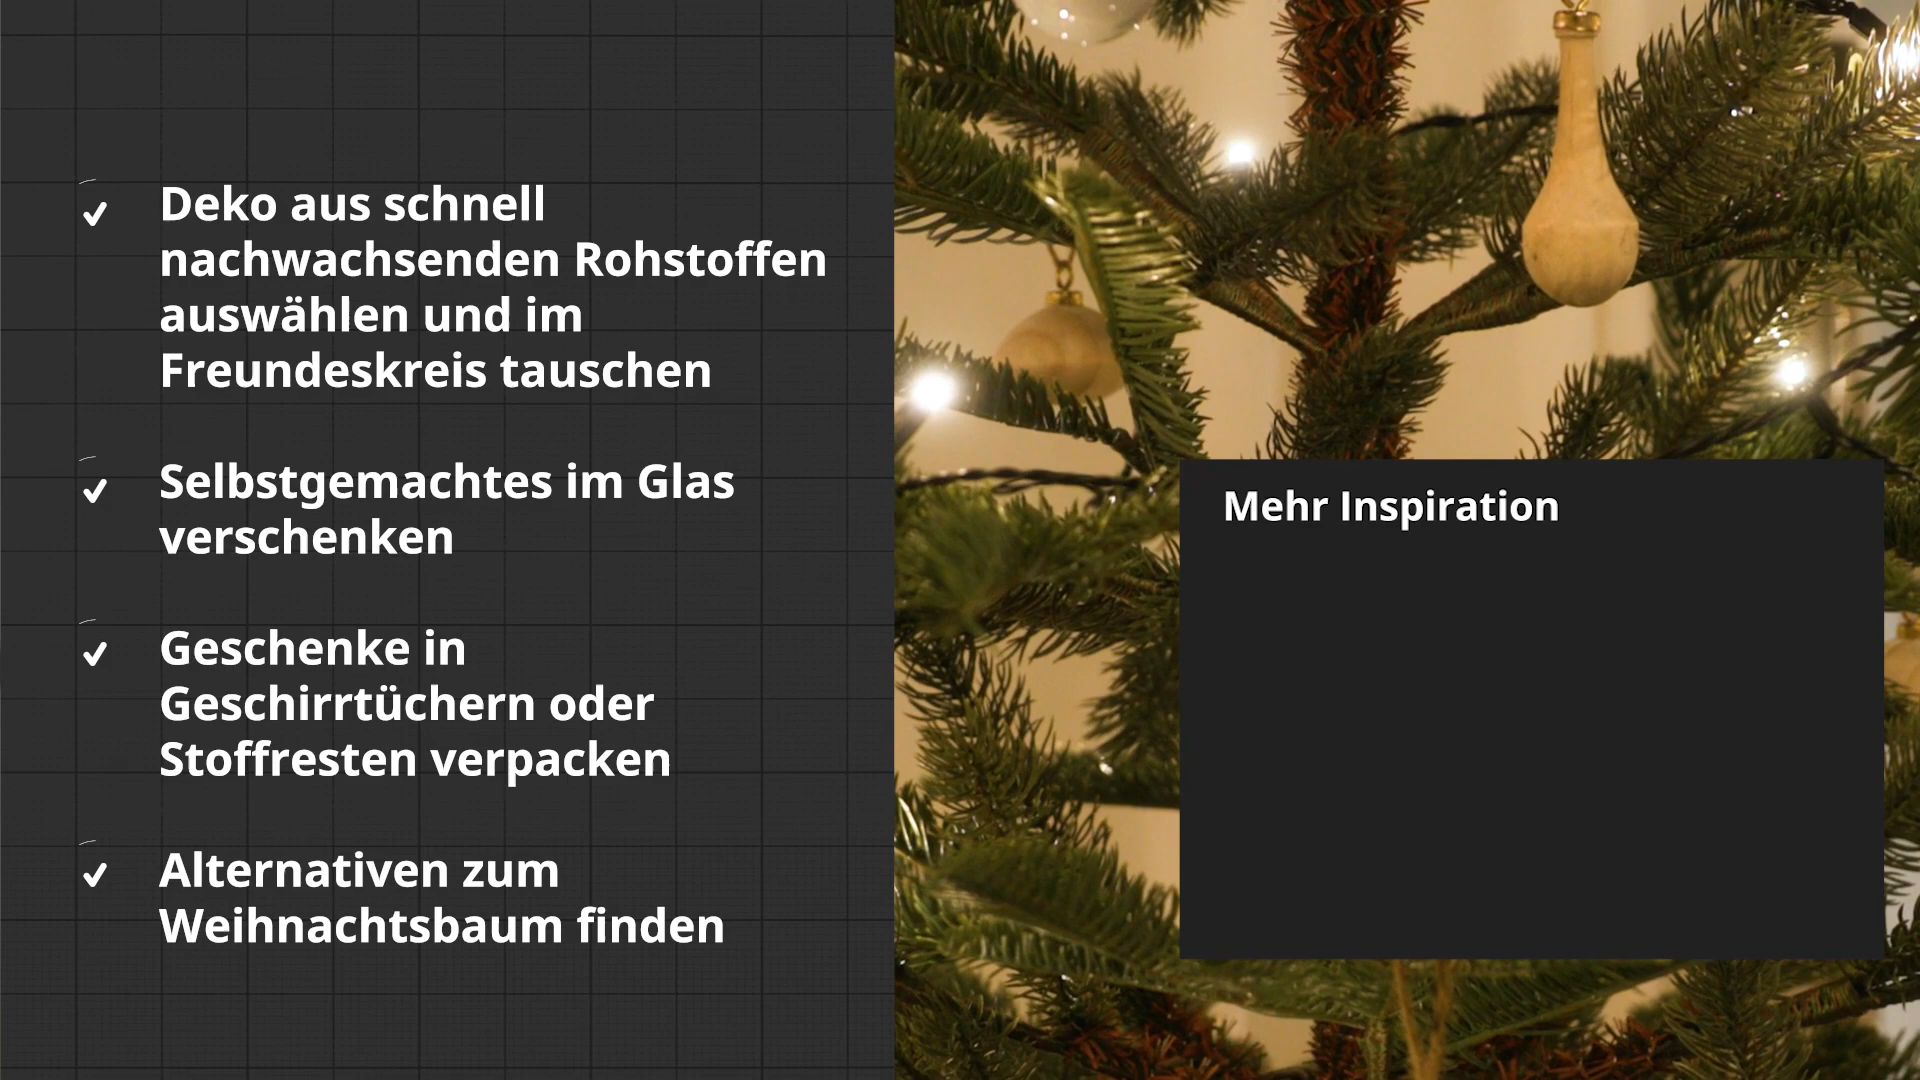 Deko aus schnell
nachwachsenden Rohstoffen
auswählen und im
Freundeskreis tauschen
Selbstgemachtes im Glas
verschenken
Geschenke in
Geschirrtüchern oder
Stoffresten verpacken
Alternativen zum
Weihnachtsbaum finden
Mehr Inspiration